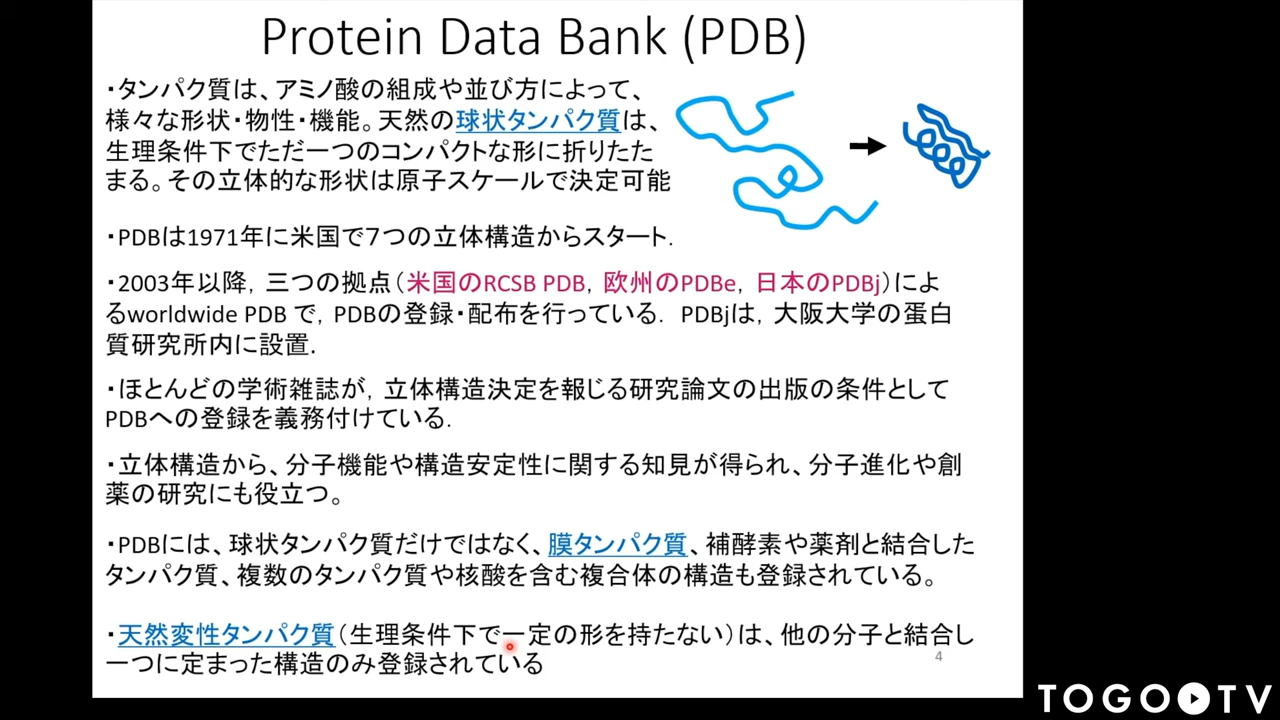 Protein Data Bank (PDB)
・タンパク質は、アミノ酸の組成や並び方によって、
様々な形状・物性・機能。天然の球状タンパク質は、
生理条件下でただ一つのコンパクトな形に折りたた
まる。その立体的な形状は原子スケールで決定可能
・PDBは1971年に米国で7つの立体構造からスタート.
・2003年以降, 三つの拠点(米国のRCSB PDB, 欧州のPDBe, 日本のPDBj)によ
るworldwide PDB で, PDBの登録・配布を行っている. PDBjは, 大阪大学の蛋白
質研究所内に設置.
・ほとんどの学術雑誌が, 立体構造決定を報じる研究論文の出版の条件として
PDBへの登録を義務付けている.
・立体構造から、分子機能や構造安定性に関する知見が得られ、分子進化や創
薬の研究にも役立つ。
・PDBには、球状タンパク質だけではなく、膜タンパク質、補酵素や薬剤と結合した
タンパク質、複数のタンパク質や核酸を含む複合体の構造も登録されている。
・天然変性タンパク質(生理条件下で一定の形を持たない)は、他の分子と結合し
一つに定まった構造のみ登録されている
4
TOGO TV